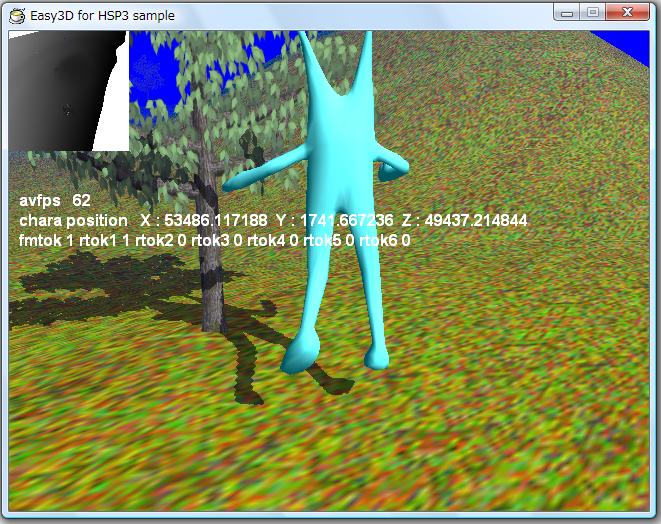 Easy3D for HSP3 sample
avfps 62
chara position X : 53486.117188 Y : 1741.667236 Z : 49437.214844
fmtok 1 rtok1 1 rtok2 0 rtok3 0 rtok4 0 rtok5 0 rtok6 0